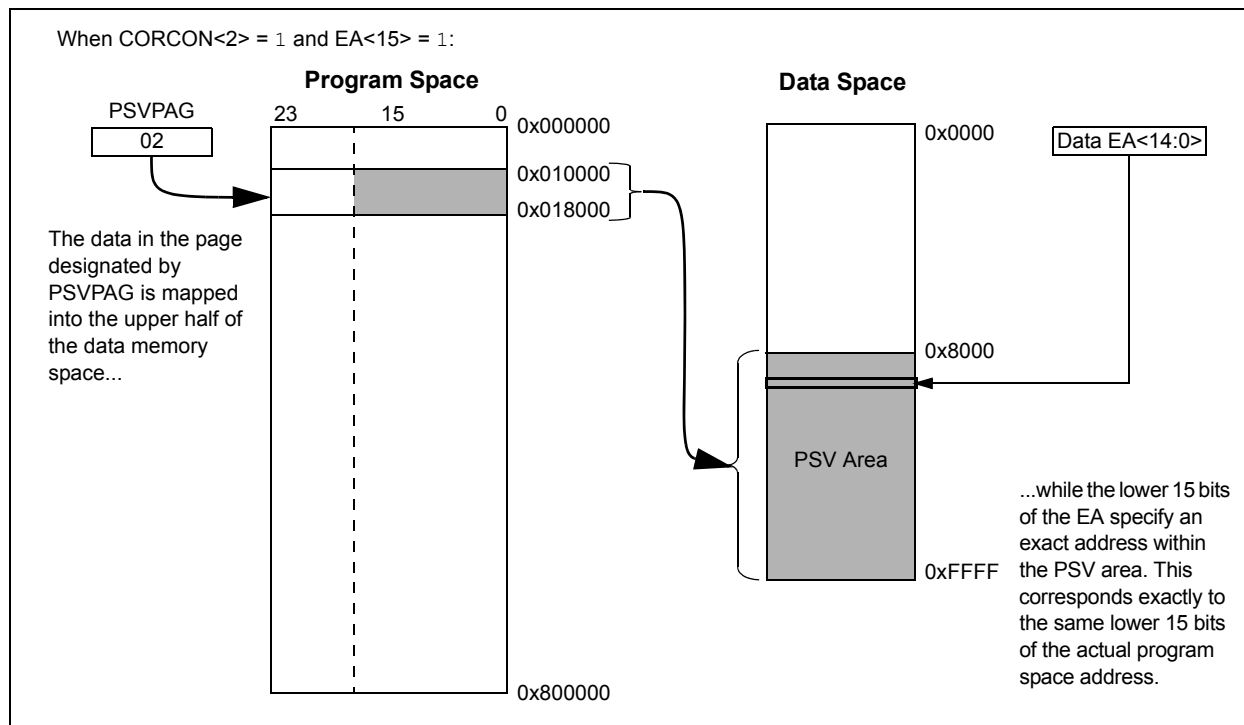 When CORCON<2> = 1 and EA<15> = 1:
Program Space
Data Space
PSVPAG
02
23 15 0
0x000000
0x010000
0x018000
0x800000
The data in the page
designated by
PSVPAG is mapped
into the upper half of
the data memory
space...
0x0000
Data EA<14:0>
0x8000
PSV Area
0xFFFF
...while the lower 15 bits
of the EA specify an
exact address within
the PSV area. This
corresponds exactly to
the same lower 15 bits
of the actual program
space address.